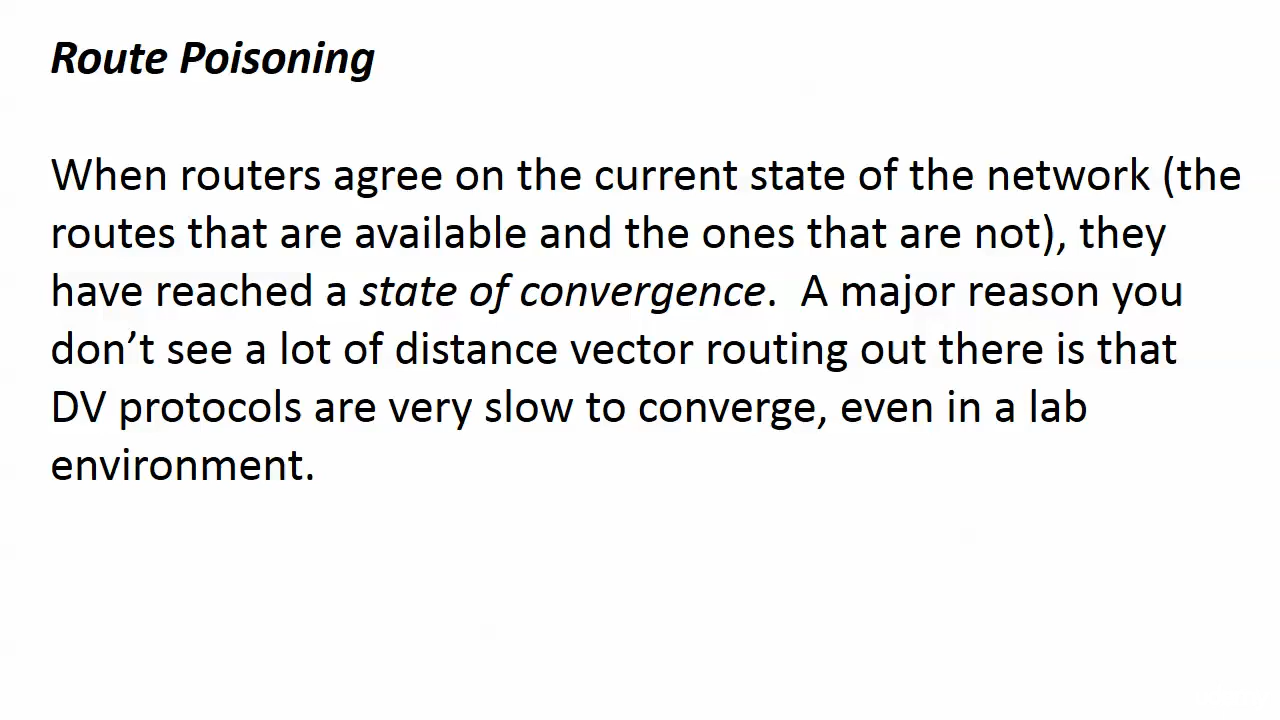 Route Poisoning
When routers agree on the current state of the network (the
routes that are available and the ones that are not), they
have reached a state of convergence.  A major reason you
don’t see a lot of distance vector routing out there is that
DV protocols are very slow to converge, even in a lab
environment.